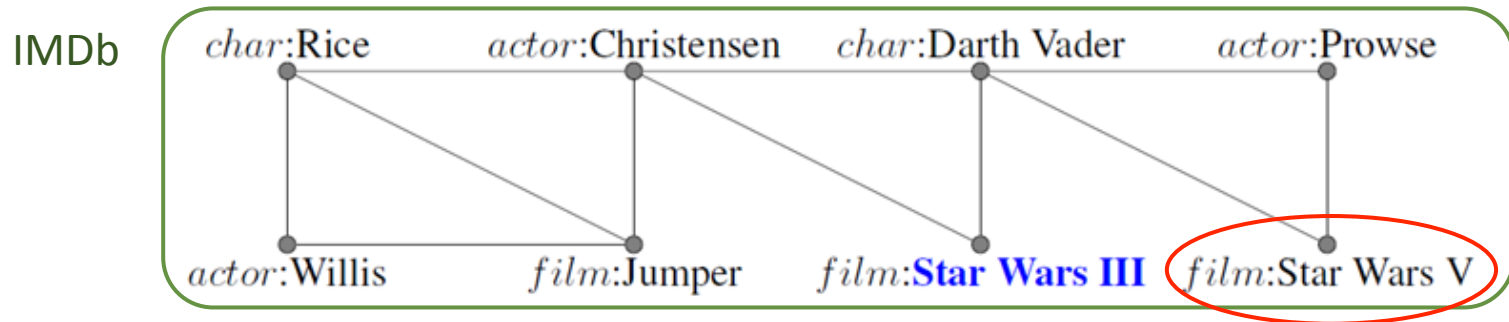 IMDb
char:Rice
actor:Christensen
char:Darth Vader
actor:Prowse
actor:Willis
film:Jumper
film:Star Wars III
film:Star Wars V